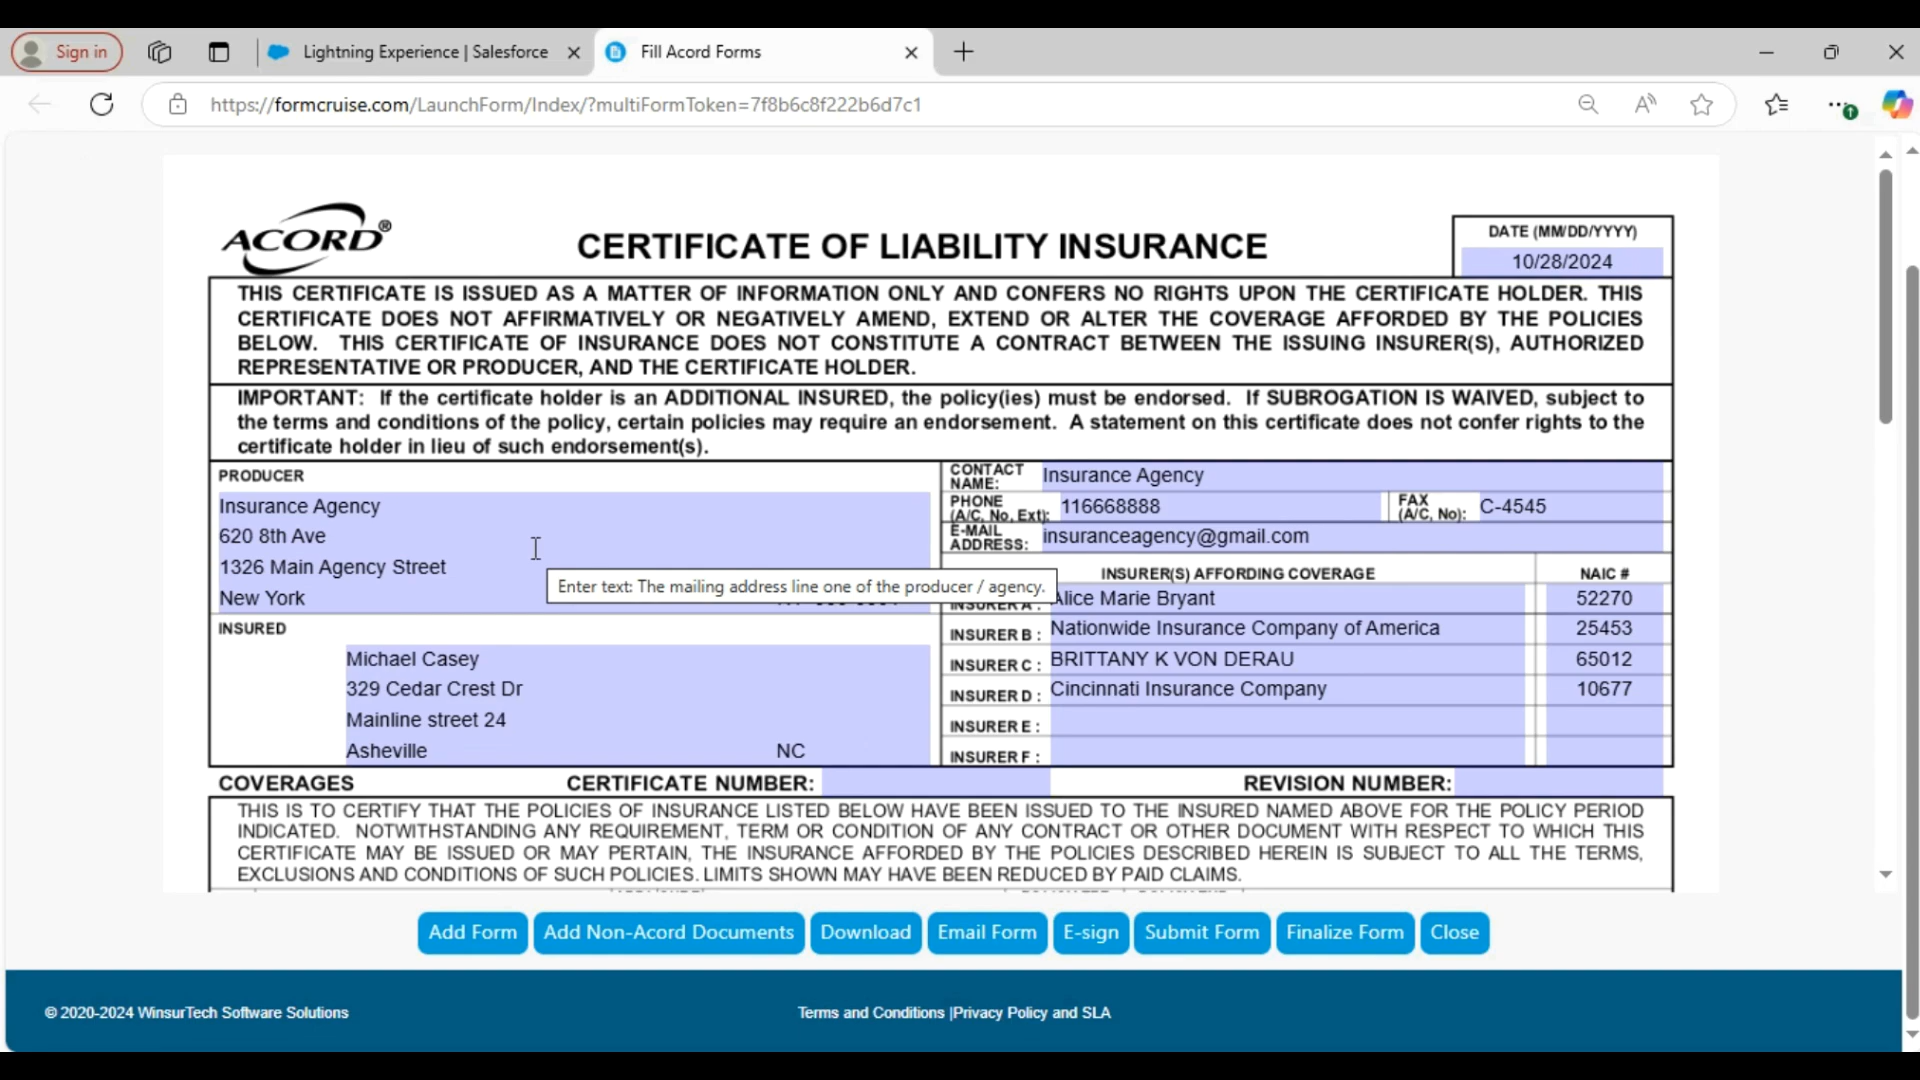 Sign in
Lightning Experience | Salesforce
Fill Acord Forms
https://formcruise.com/LaunchForm/Index/?multiFormToken=7f8b6c8f222b6d7c1
ACORD®
CERTIFICATE OF LIABILITY INSURANCE
DATE (MM/DD/YYYY)
10/28/2024
THIS CERTIFICATE IS ISSUED AS A MATTER OF INFORMATION ONLY AND CONFERS NO RIGHTS UPON THE CERTIFICATE HOLDER. THIS
CERTIFICATE DOES NOT AFFIRMATIVELY OR NEGATIVELY AMEND, EXTEND OR ALTER THE COVERAGE AFFORDED BY THE POLICIES
BELOW. THIS CERTIFICATE OF INSURANCE DOES NOT CONSTITUTE A CONTRACT BETWEEN THE ISSUING INSURER(S), AUTHORIZED
REPRESENTATIVE OR PRODUCER, AND THE CERTIFICATE HOLDER.
IMPORTANT: If the certificate holder is an ADDITIONAL INSURED, the policy(ies) must be endorsed. If SUBROGATION IS WAIVED, subject to
the terms and conditions of the policy, certain policies may require an endorsement. A statement on this certificate does not confer rights to the
certificate holder in lieu of such endorsement(s).
PRODUCER
Insurance Agency
620 8th Ave
1326 Main Agency Street
New York
Enter text: The mailing address line one of the producer / agency.
CONTACT NAME: Insurance Agency
PHONE (A/C, No, Ext): 116668888 FAX (A/C, No): C-4545
E-MAIL ADDRESS: insuranceagency@gmail.com
INSURER(S) AFFORDING COVERAGE NAIC #
INSURER A : Alice Marie Bryant 52270
INSURER B : Nationwide Insurance Company of America 25453
INSURER C : BRITTANY K VON DERAU 65012
INSURER D : Cincinnati Insurance Company 10677
INSURER E :
INSURER F :
INSURED
Michael Casey
329 Cedar Crest Dr
Mainline street 24
Asheville NC
COVERAGES CERTIFICATE NUMBER: REVISION NUMBER:
THIS IS TO CERTIFY THAT THE POLICIES OF INSURANCE LISTED BELOW HAVE BEEN ISSUED TO THE INSURED NAMED ABOVE FOR THE POLICY PERIOD
INDICATED. NOTWITHSTANDING ANY REQUIREMENT, TERM OR CONDITION OF ANY CONTRACT OR OTHER DOCUMENT WITH RESPECT TO WHICH THIS
CERTIFICATE MAY BE ISSUED OR MAY PERTAIN, THE INSURANCE AFFORDED BY THE POLICIES DESCRIBED HEREIN IS SUBJECT TO ALL THE TERMS,
EXCLUSIONS AND CONDITIONS OF SUCH POLICIES. LIMITS SHOWN MAY HAVE BEEN REDUCED BY PAID CLAIMS.
Add Form
Add Non-Acord Documents
Download
Email Form
E-sign
Submit Form
Finalize Form
Close
© 2020-2024 WinsurTech Software Solutions
Terms and Conditions |Privacy Policy and SLA